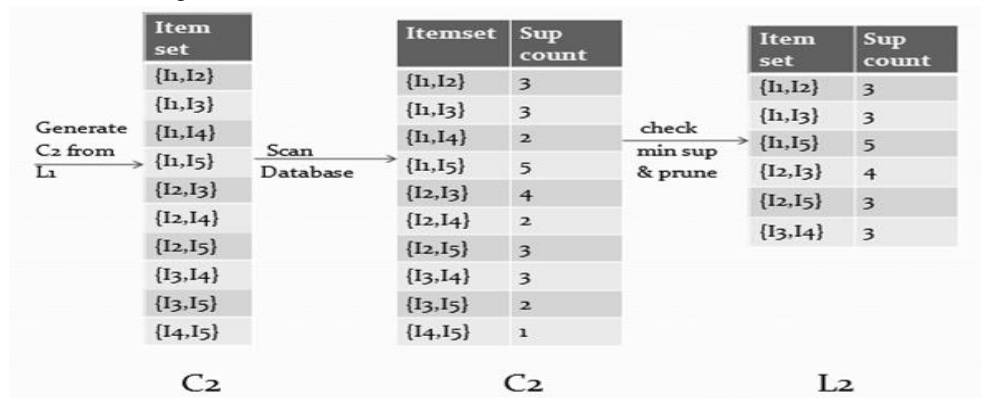 Item
set
{I1,I2}
{I1,I3}
{I1,I4}
{I1,I5}
{I2,I3}
{I2,I4}
{I2,I5}
{I3,I4}
{I3,I5}
{I4,I5}
Generate
C2 from
L1
Scan
Database
Itemset Sup
count
{I1,I2} 3
{I1,I3} 3
{I1,I4} 2
{I1,I5} 5
{I2,I3} 4
{I2,I4} 2
{I2,I5} 3
{I3,I4} 3
{I3,I5} 2
{I4,I5} 1
check
min sup
& prune
Item Sup
set count
{I1,I2} 3
{I1,I3} 3
{I1,I5} 5
{I2,I3} 4
{I2,I5} 3
{I3,I4} 3
C2 C2 L2